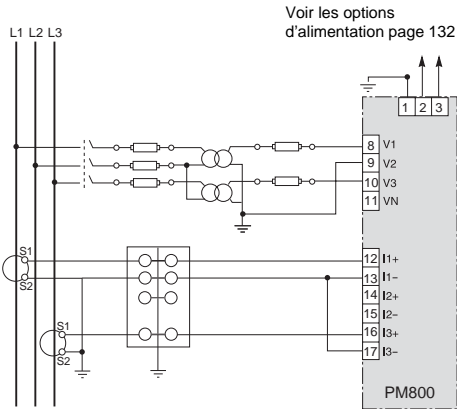 Voir les options
d'alimentation page 132
L1 L2 L3
1 2 3
8 V1
9 V2
10 V3
11 VN
S1
S2
12 I1+
13 I1–
14 I2+
15 I2–
16 I3+
17 I3–
S1
S2
PM800